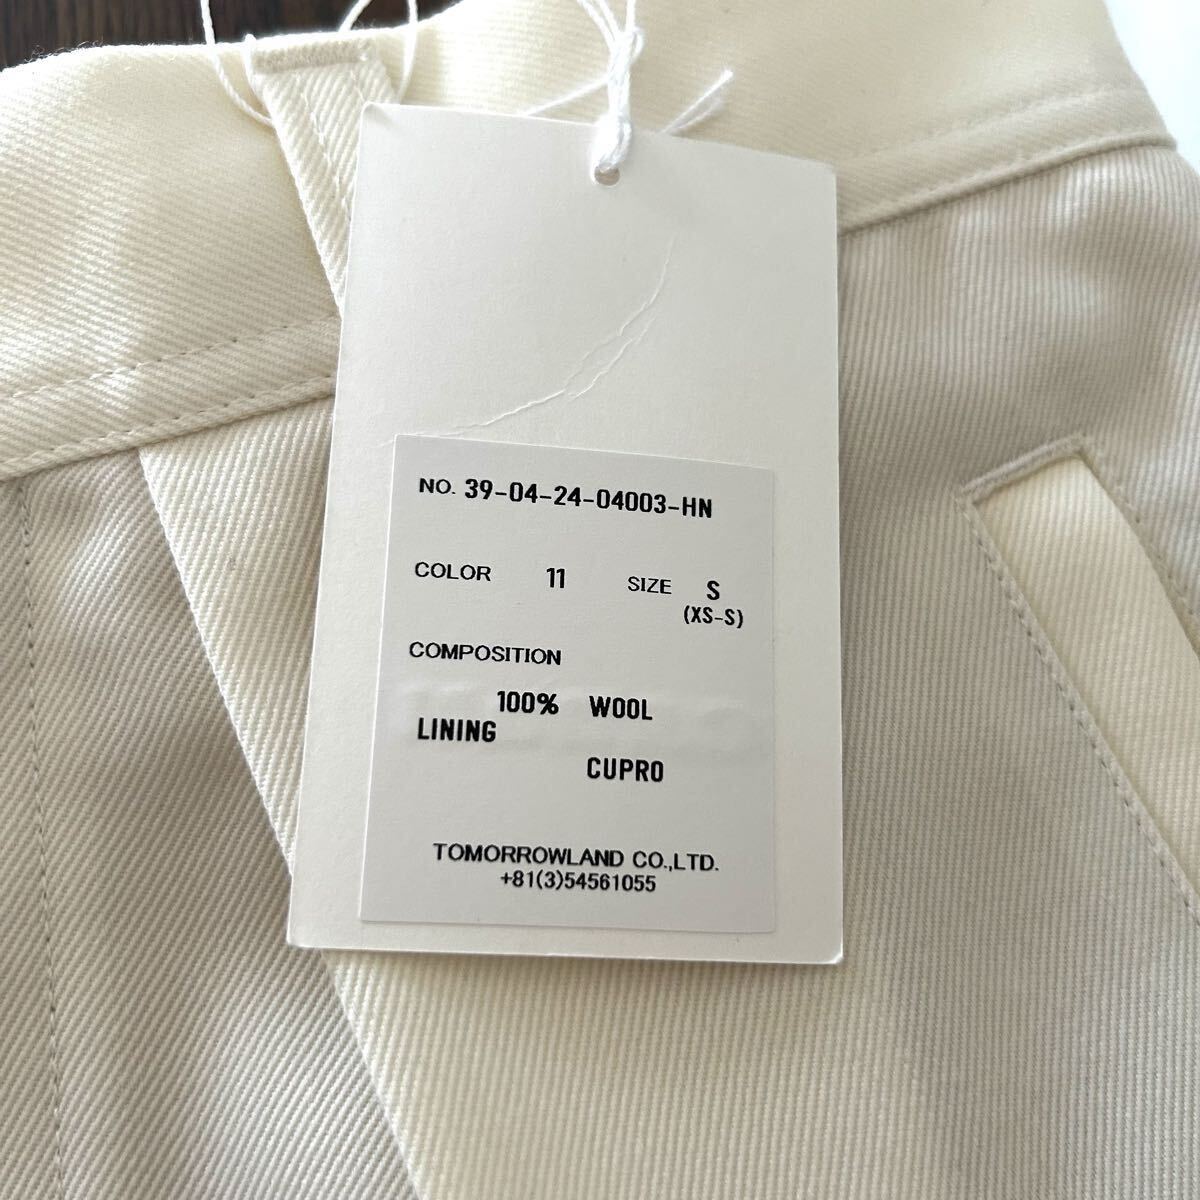 NO. 39-04-24-04003-HN
COLOR 11 SIZE S
(XS-S)
COMPOSITION
100% WOOL
LINING
CUPRO
TOMORROWLAND CO.,LTD.
+81(3)54561055